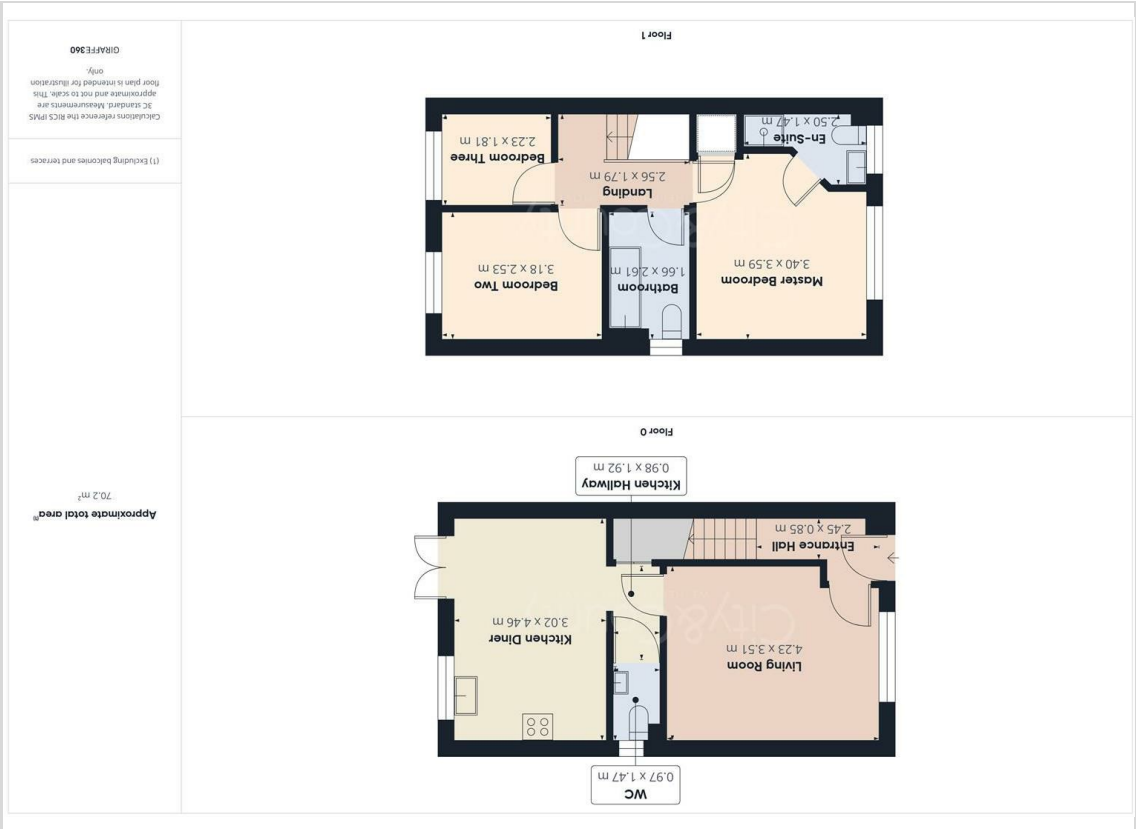 WC
0.97 x 1.47 m
Living Room
4.23 x 3.51 m
Kitchen Diner
3.02 x 4.46 m
City & County
Entrance Hall
2.45 x 0.85 m
Kitchen Hallway
0.98 x 1.92 m
Floor 0
Master Bedroom
3.40 x 3.59 m
Bathroom
1.66 x 2.61 m
Bedroom Two
3.18 x 2.53 m
City & County
Landing
2.56 x 1.79 m
En-Suite
2.50 x 1.47 m
Bedroom Three
2.23 x 1.81 m
Floor 1
Approximate total area(1)
70.2 m²
(1) Excluding balconies and terraces
Calculations reference the RICS IPMS
3C standard. Measurements are
approximate and not to scale. This
floor plan is intended for illustration
only.
GIRAFFE360